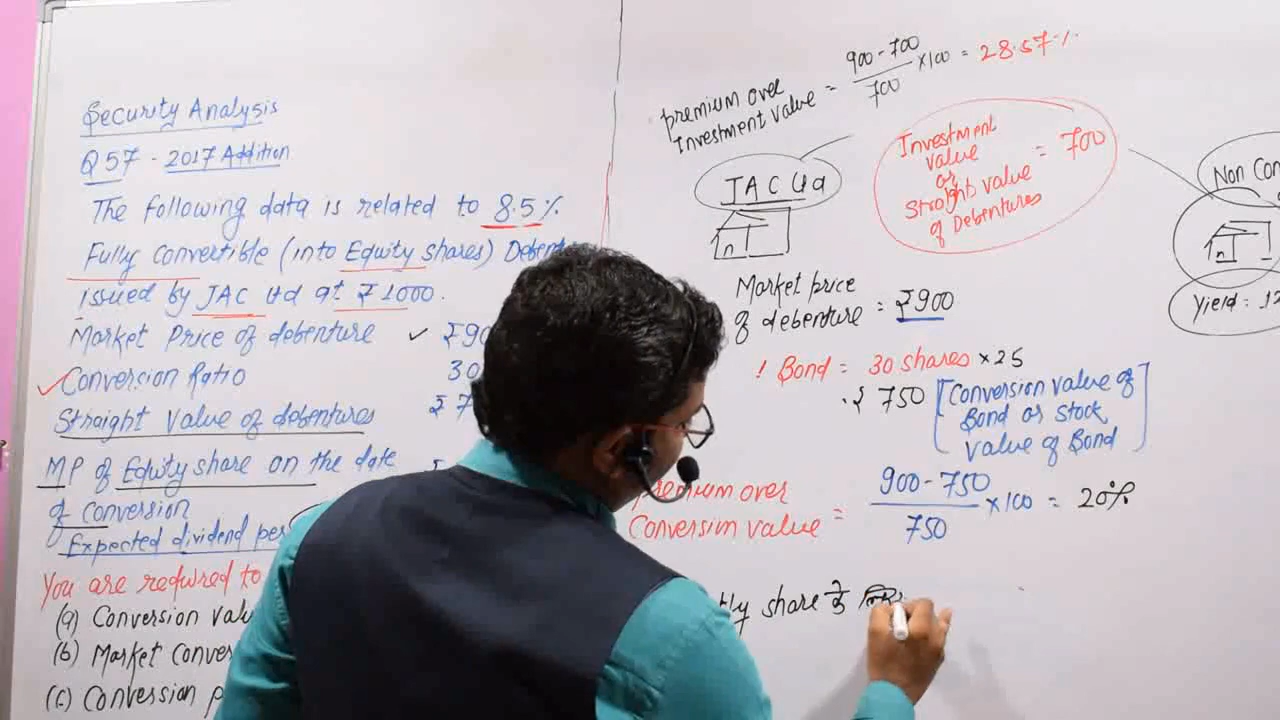 Security Analysis
Q 57 - 2017 Addition
The following data is related to 8.5%
Fully Convertible (into Equity shares)
issued by JAC Ltd at ₹1000.
Market Price of debenture ✓
✓ Conversion Ratio 30
Straight Value of debentures ₹7
MP of Equity share on the date
of conversion
Expected dividend per
You are required to
(a) Conversion
(b) Market
(c) Conversion
premium over
Investment value = 900-700 / 700 ×100 = 28.57%
JAC Ltd
Investment
value
or
Straight value = 700
of Debentures
Non
Yield:
Market price
of debenture = ₹900
1 Bond = 30 shares ×25
₹ 750 [Conversion value of
Bond or Stock
value of Bond]
premium over
Conversion value = 900-750 / 750 ×100 = 20%
share के